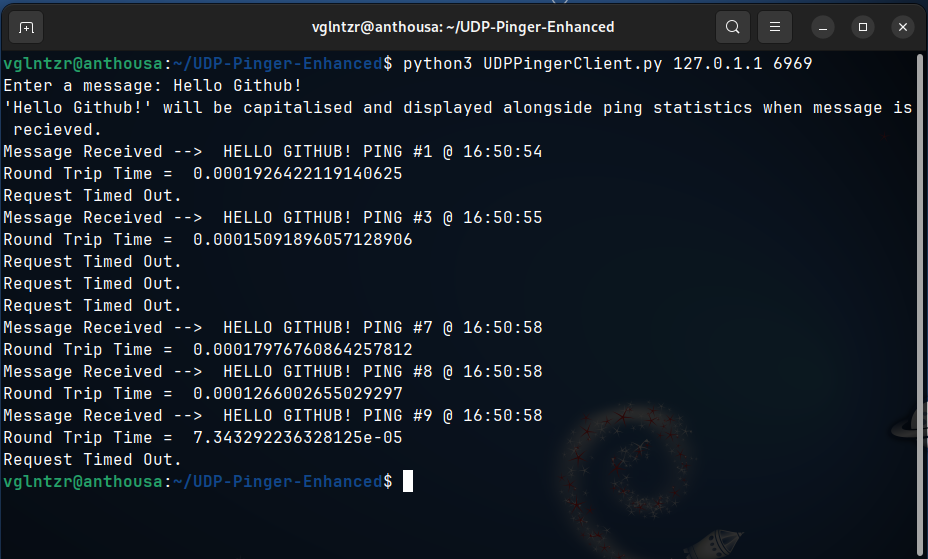 vglntzr@anthousa: ~/UDP-Pinger-Enhanced
vglntzr@anthousa:~/UDP-Pinger-Enhanced$ python3 UDPPingerClient.py 127.0.1.1 6969
Enter a message: Hello Github!
'Hello Github!' will be capitalised and displayed alongside ping statistics when message is
 recieved.
Message Received -->  HELLO GITHUB! PING #1 @ 16:50:54
Round Trip Time =  0.0001926422119140625
Request Timed Out.
Message Received -->  HELLO GITHUB! PING #3 @ 16:50:55
Round Trip Time =  0.00015091896057128906
Request Timed Out.
Request Timed Out.
Request Timed Out.
Message Received -->  HELLO GITHUB! PING #7 @ 16:50:58
Round Trip Time =  0.00017976760864257812
Message Received -->  HELLO GITHUB! PING #8 @ 16:50:58
Round Trip Time =  0.0001266002655029297
Message Received -->  HELLO GITHUB! PING #9 @ 16:50:58
Round Trip Time =  7.343292236328125e-05
Request Timed Out.
vglntzr@anthousa:~/UDP-Pinger-Enhanced$